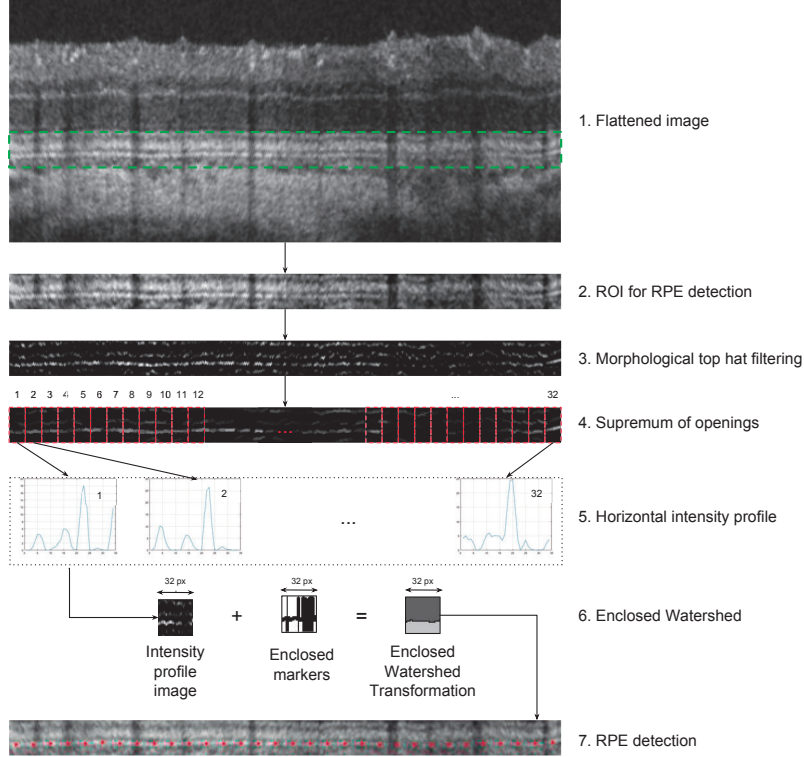 1. Flattened image
2. ROI for RPE detection
3. Morphological top hat filtering
1 2 3 4 5 6 7 8 9 10 11 12 ... 32
...
4. Supremum of openings
1 2 ... 32
5. Horizontal intensity profile
32 px 32 px 32 px
+ =
6. Enclosed Watershed
Intensity profile image
Enclosed markers
Enclosed Watershed Transformation
7. RPE detection